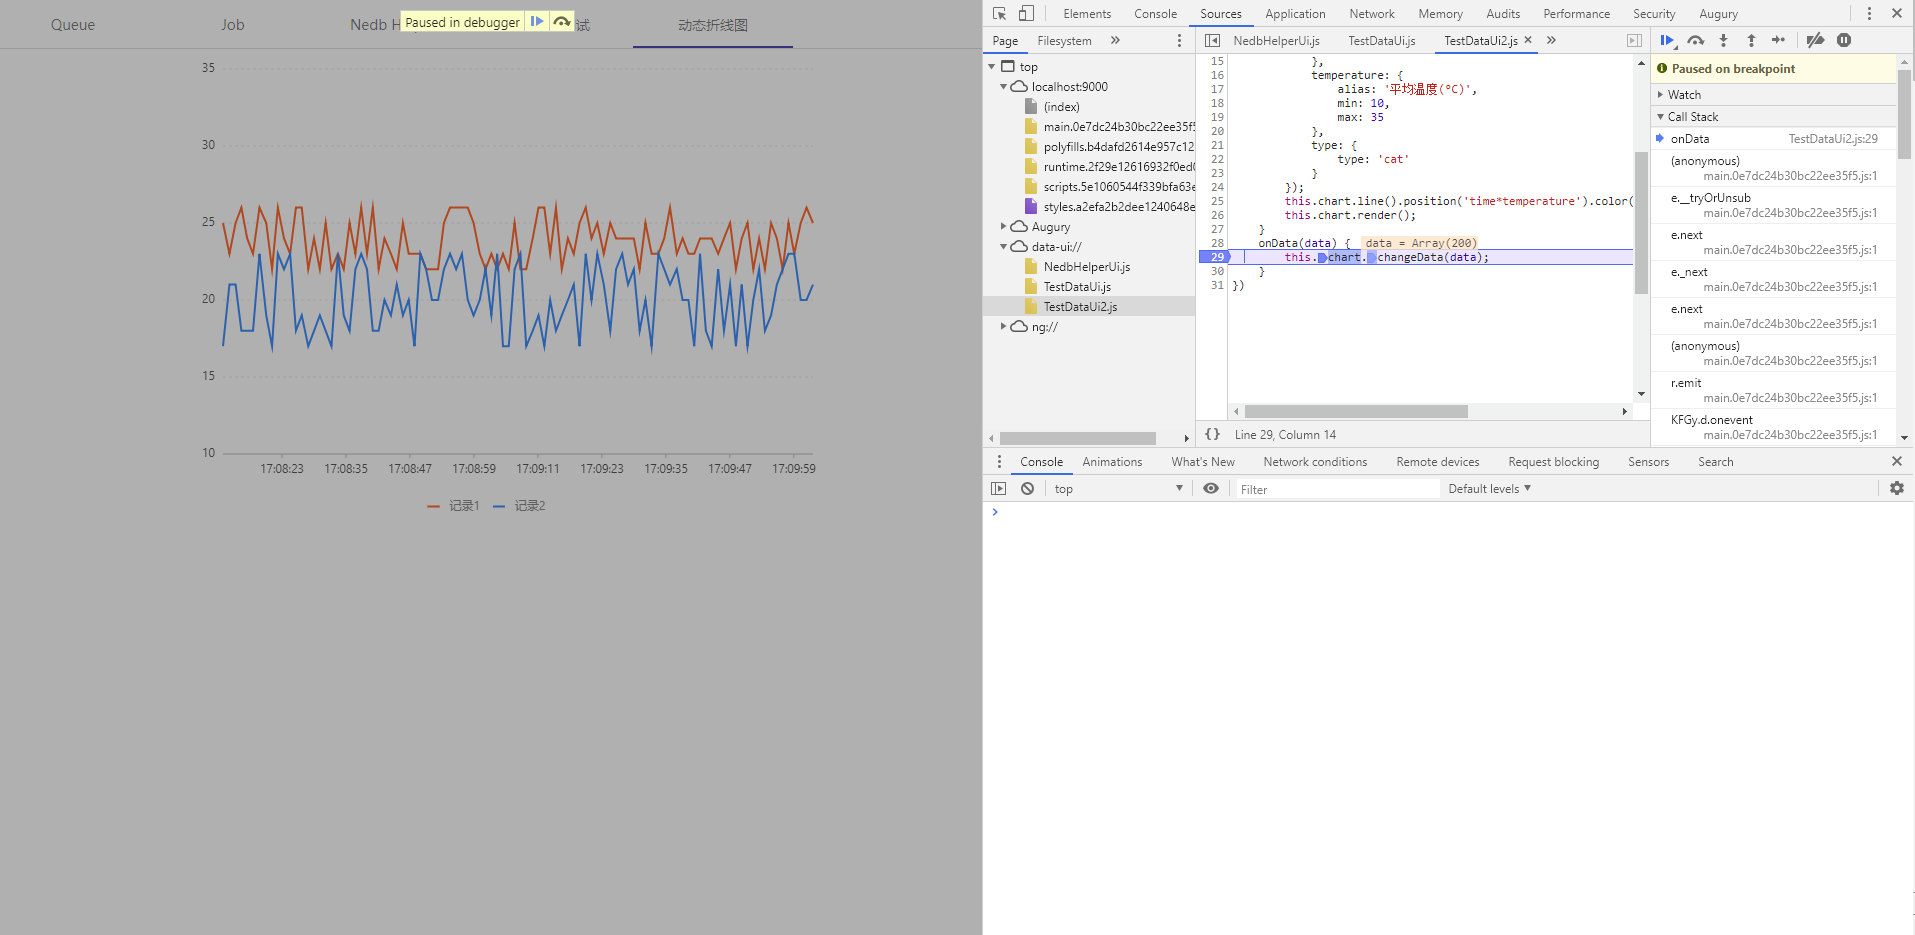 Queue
Job
Nedb H
试
动态折线图
Paused in debugger
35
30
25
20
15
10
17:08:23
17:08:35
17:08:47
17:08:59
17:09:11
17:09:23
17:09:35
17:09:47
17:09:59
记录1
记录2
Elements
Console
Sources
Application
Network
Memory
Audits
Performance
Security
Augury
Page
Filesystem
top
localhost:9000
(index)
main.0e7dc24b30bc22ee35f5
polyfills.b4dafd2614e957c12
runtime.2f29e12616932f0ed0
scripts.5e1060544f339bfa63e
styles.a2efa2b2dee1240648e
Augury
data-ui://
NedbHelperUi.js
TestDataUi.js
TestDataUi2.js
ng://
NedbHelperUi.js
TestDataUi.js
TestDataUi2.js
15 },
16 temperature: {
17 alias: '平均温度(°C)',
18 min: 10,
19 max: 35
20 },
21 type: {
22 type: 'cat'
23 }
24 });
25 this.chart.line().position('time*temperature').color(
26 this.chart.render();
27 }
28 onData(data) { data = Array(200)
29 this.chart.changeData(data);
30 }
31 })
{} Line 29, Column 14
Paused on breakpoint
Watch
Call Stack
onData TestDataUi2.js:29
(anonymous)
main.0e7dc24b30bc22ee35f5.js:1
e.__tryOrUnsub
main.0e7dc24b30bc22ee35f5.js:1
e.next
main.0e7dc24b30bc22ee35f5.js:1
e._next
main.0e7dc24b30bc22ee35f5.js:1
e.next
main.0e7dc24b30bc22ee35f5.js:1
(anonymous)
main.0e7dc24b30bc22ee35f5.js:1
r.emit
main.0e7dc24b30bc22ee35f5.js:1
KFGy.d.onevent
main.0e7dc24b30bc22ee35f5.js:1
Console
Animations
What's New
Network conditions
Remote devices
Request blocking
Sensors
Search
top
Filter
Default levels